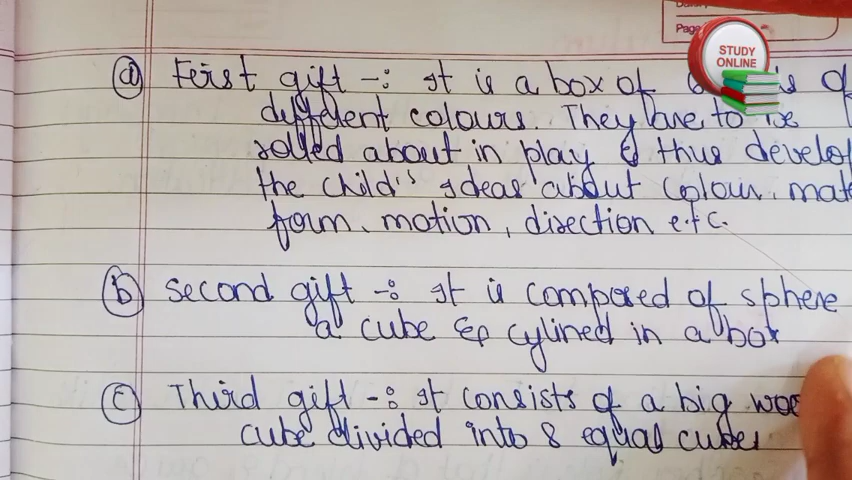 Page
STUDY
ONLINE
(a) First gift -: It is a box of
different colours. They are to be
rolled about in play & thus develop
the child's Ideas about Colour, mat
form, motion, direction e.t.c.
(b) Second gift -: It is composed of sphere
a cube & cylined in a box
(c) Third gift -: It consists of a big woo
cube divided into 8 equal cubes